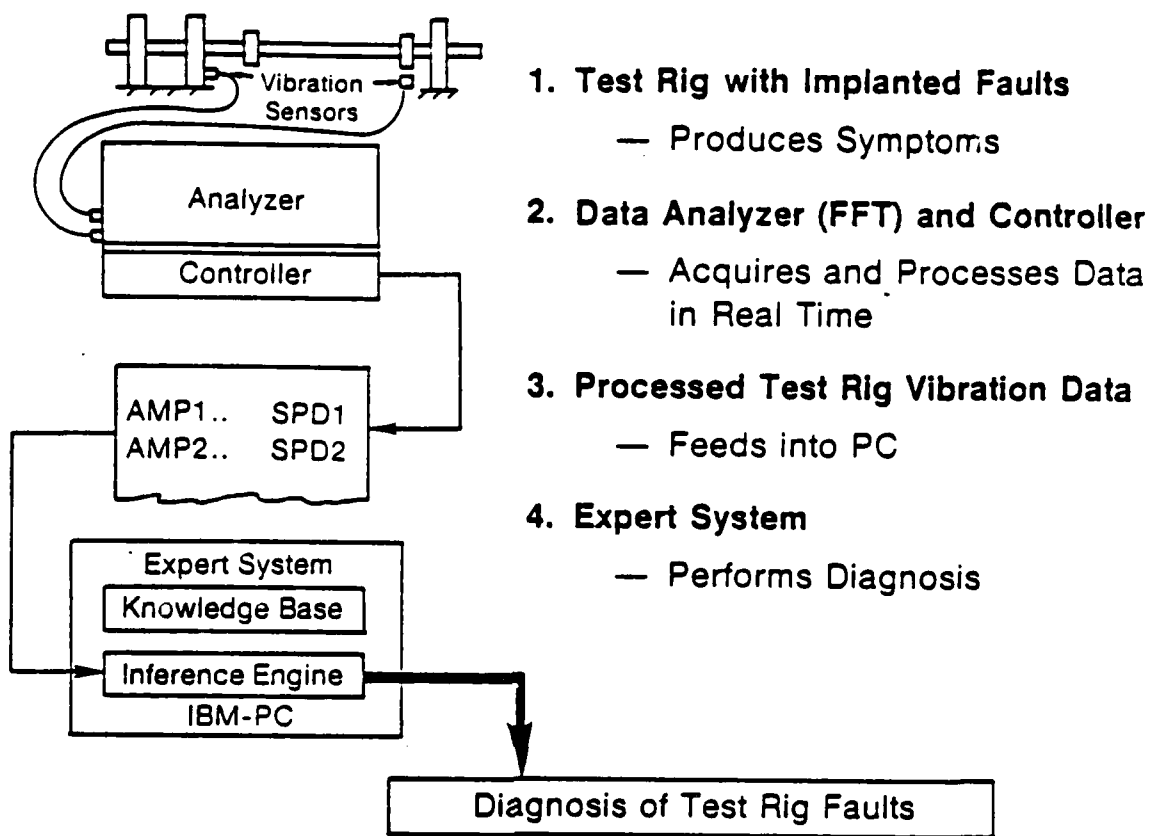 Vibration
Sensors
Analyzer
Controller
AMP1.. SPD1
AMP2.. SPD2
Expert System
Knowledge Base
Inference Engine
IBM-PC
Diagnosis of Test Rig Faults
1. Test Rig with Implanted Faults
— Produces Symptoms
2. Data Analyzer (FFT) and Controller
— Acquires and Processes Data
in Real Time
3. Processed Test Rig Vibration Data
— Feeds into PC
4. Expert System
— Performs Diagnosis